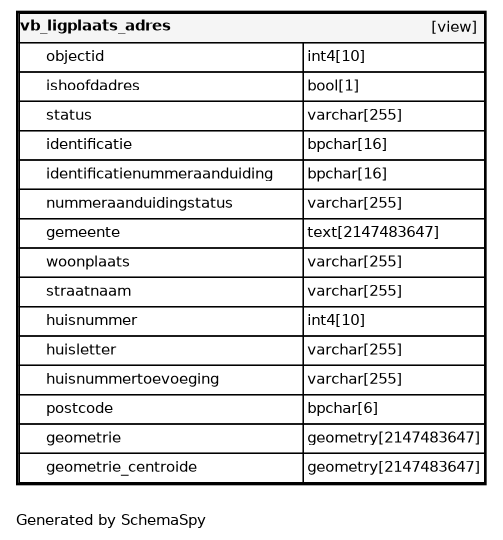 vb_ligplaats_adres [view]
objectid int4[10]
ishoofdadres bool[1]
status varchar[255]
identificatie bpchar[16]
identificatienummeraanduiding bpchar[16]
nummeraanduidingstatus varchar[255]
gemeente text[2147483647]
woonplaats varchar[255]
straatnaam varchar[255]
huisnummer int4[10]
huisletter varchar[255]
huisnummertoevoeging varchar[255]
postcode bpchar[6]
geometrie geometry[2147483647]
geometrie_centroide geometry[2147483647]
Generated by SchemaSpy